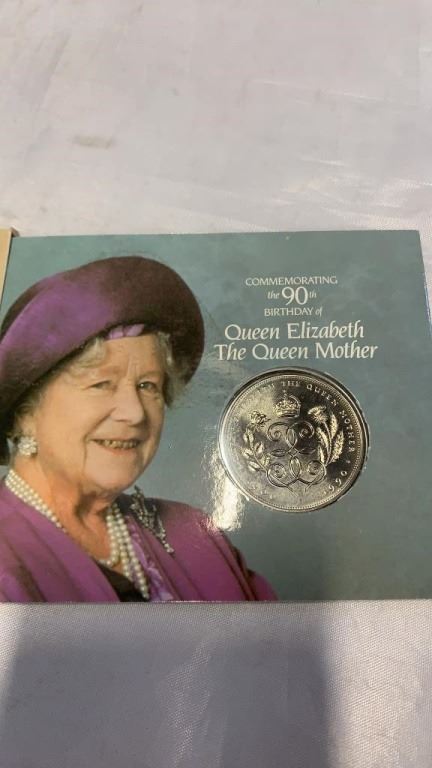 COMMEMORATING
the 90th
BIRTHDAY of
Queen Elizabeth
The Queen Mother
THE QUEEN MOTHER